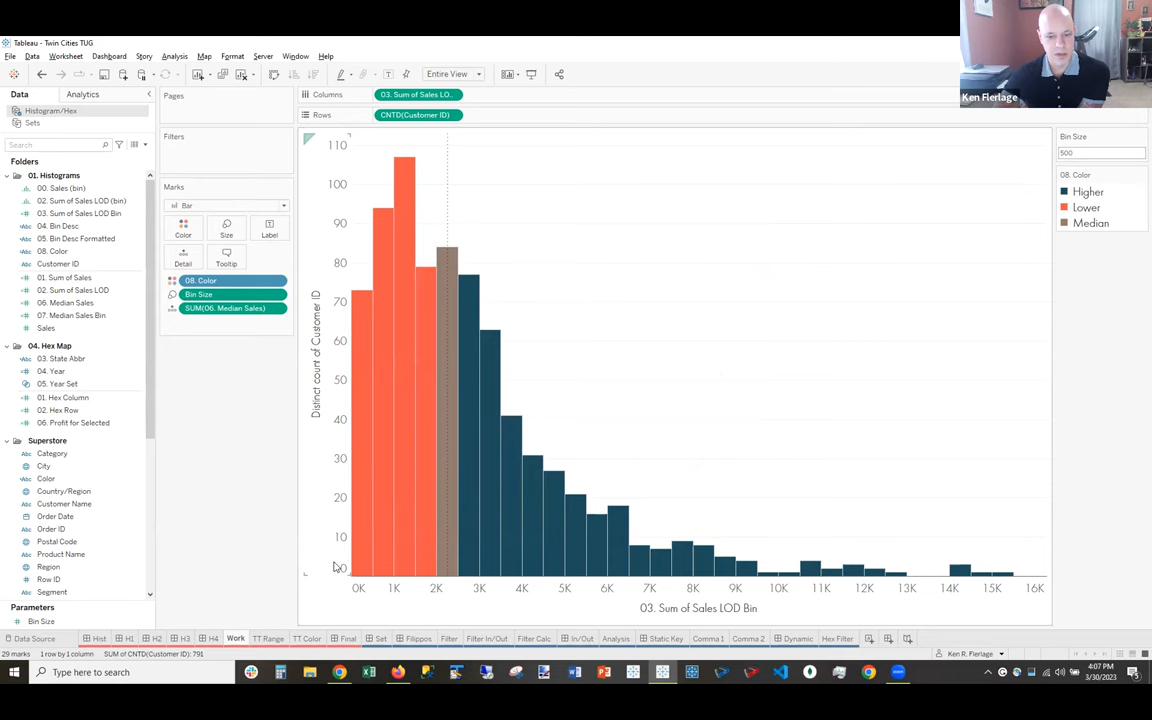 Tableau - Twin Cities TUG
File Data Worksheet Dashboard Story Analysis Map Format Server Window Help
Entire View
Ken Flerlage
Data Analytics
Pages
Columns 03. Sum of Sales LO..
Rows CNTD(Customer ID)
Histogram/Hex
Sets
Search
Filters
Folders
01. Histograms
00. Sales (bin)
02. Sum of Sales LOD (bin)
03. Sum of Sales LOD Bin
04. Bin Desc
05. Bin Desc Formatted
08. Color
Customer ID
01. Sum of Sales
02. Sum of Sales LOD
06. Median Sales
07. Median Sales Bin
Sales
04. Hex Map
03. State Abbr
04. Year
05. Year Set
01. Hex Column
02. Hex Row
06. Profit for Selected
Superstore
Category
City
Color
Country/Region
Customer Name
Order Date
Order ID
Postal Code
Product Name
Region
Row ID
Segment
Parameters
Bin Size
Marks
Bar
Color Size Label
Detail Tooltip
08. Color
Bin Size
SUM(06. Median Sales)
Distinct count of Customer ID
110
100
90
80
70
60
50
40
30
20
10
0
0K 1K 2K 3K 4K 5K 6K 7K 8K 9K 10K 11K 12K 13K 14K 15K 16K
03. Sum of Sales LOD Bin
Bin Size
500
08. Color
Higher
Lower
Median
Data Source Hist H1 H2 H3 H4 Work TT Range TT Color Final Set Filippos Filter Filter In/Out Filter Calc In/Out Analysis Static Key Comma 1 Comma 2 Dynamic Hex Filter
29 marks 1 row by 1 column SUM of CNTD(Customer ID): 791
Ken R. Flerlage
Type here to search
4:07 PM
3/30/2023